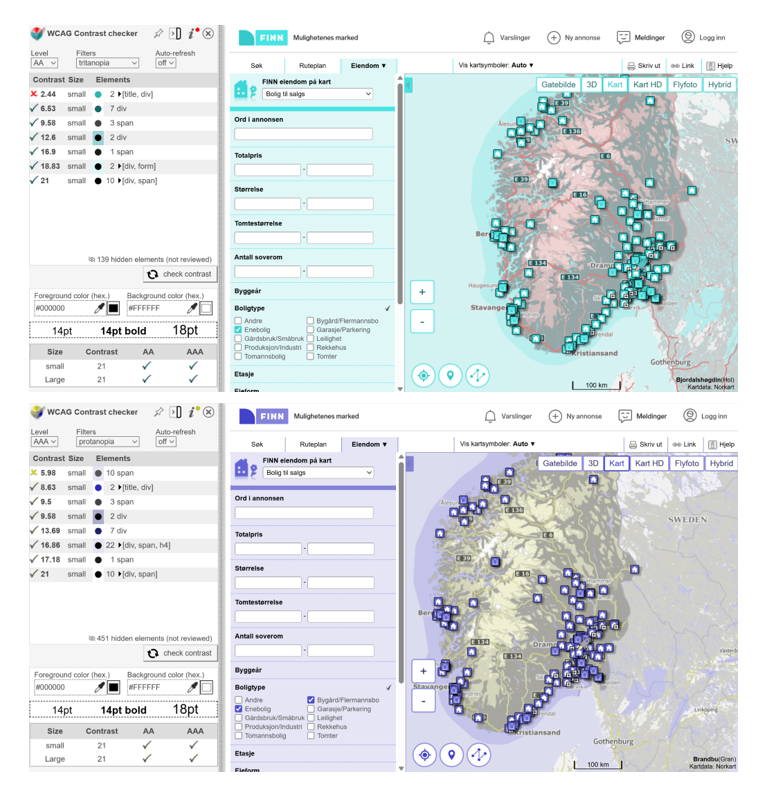 WCAG Contrast checker
Level Filters Auto-refresh
AA tritanopia off
Contrast Size Elements
2.44 small 2 [title, div]
6.53 small 7 div
9.58 small 3 span
12.6 small 2 div
16.9 small 1 span
18.83 small 2 [div, form]
21 small 10 [div, span]
139 hidden elements (not reviewed)
check contrast
Foreground color (hex.) Background color (hex.)
#000000 #FFFFFF
14pt 14pt bold 18pt
Size Contrast AA AAA
small 21
Large 21
FINN Mulighetenes marked
Varslinger Ny annonse Meldinger Logg inn
Søk Ruteplan Eiendom ▼
Vis kartsymboler: Auto ▼ Skriv ut Link Hjelp
FINN eiendom på kart
Bolig til salgs
Ord i annonsen
Totalpris
-
Størrelse
-
Tomtestørrelse
-
Antall soverom
-
Byggeår
Boligtype
Andre Bygård/Flermannsbo
Enebolig Garasje/Parkering
Gårdsbruk/Småbruk Leilighet
Produksjon/Industri Rekkehus
Tomannsbolig Tomter
Etasje
Eieform
Gatebilde 3D Kart Kart HD Flyfoto Hybrid
E 39
E 136
E 6
E 39
E 16
E 134
E 134
Haugesund
Stavanger
Kristiansand
Gothenburg
+
-
100 km
Bjordalshøgdin(Hol)
Kartdata: Norkart
WCAG Contrast checker
Level Filters Auto-refresh
AAA protanopia off
Contrast Size Elements
5.98 small 10 span
8.63 small 2 [title, div]
9.5 small 3 span
9.58 small 2 div
13.69 small 7 div
16.86 small 22 [div, span, h4]
17.18 small 1 span
21 small 10 [div, span]
451 hidden elements (not reviewed)
check contrast
Foreground color (hex.) Background color (hex.)
#000000 #FFFFFF
14pt 14pt bold 18pt
Size Contrast AA AAA
small 21
Large 21
FINN Mulighetenes marked
Varslinger Ny annonse Meldinger Logg inn
Søk Ruteplan Eiendom ▼
Vis kartsymboler: Auto ▼ Skriv ut Link Hjelp
FINN eiendom på kart
Bolig til salgs
Ord i annonsen
Totalpris
-
Størrelse
-
Tomtestørrelse
-
Antall soverom
-
Byggeår
Boligtype
Andre Bygård/Flermannsbo
Enebolig Garasje/Parkering
Gårdsbruk/Småbruk Leilighet
Produksjon/Industri Rekkehus
Tomannsbolig Tomter
Etasje
Eieform
Gatebilde 3D Kart Kart HD Flyfoto Hybrid
E 39
E 136
SWEDEN
E 6
E 39
E 16
E 134
E 134
Gothenburg
+
-
100 km
Brandbu(Gran)
Kartdata: Norkart